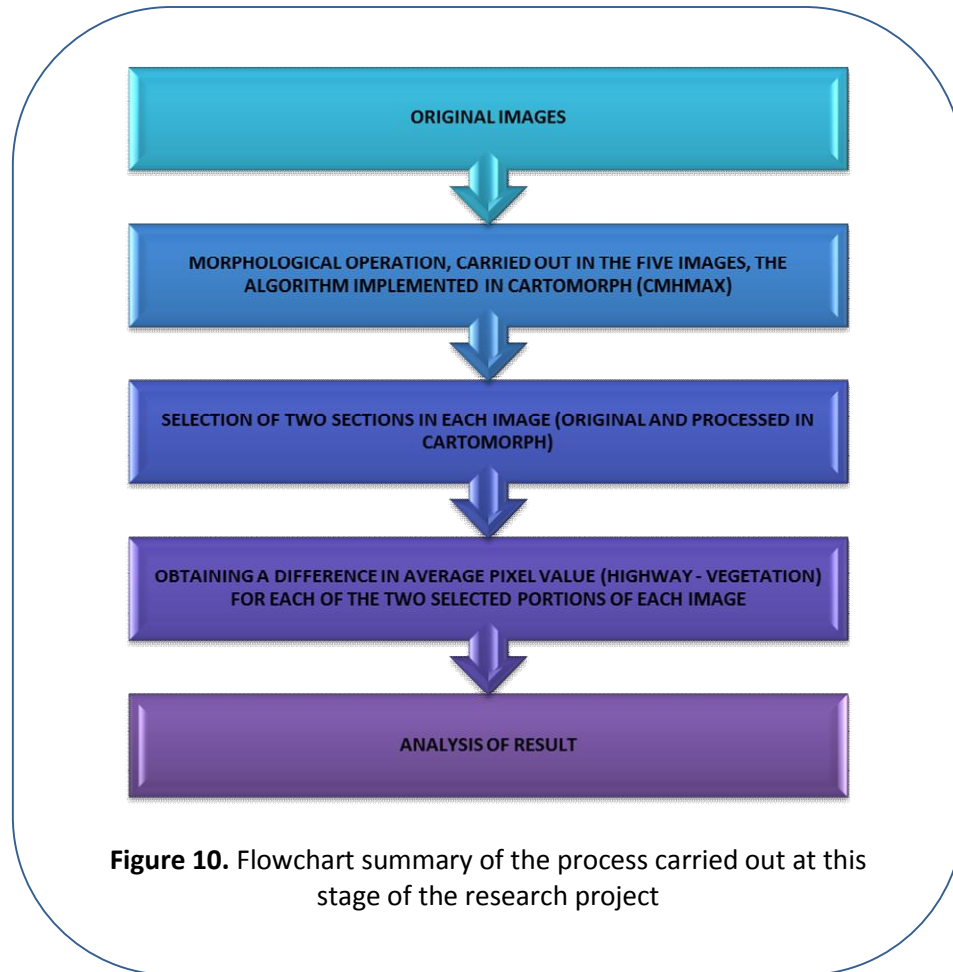 ORIGINAL IMAGES
MORPHOLOGICAL OPERATION, CARRIED OUT IN THE FIVE IMAGES, THE
ALGORITHM IMPLEMENTED IN CARTOMORPH (CMHMAX)
SELECTION OF TWO SECTIONS IN EACH IMAGE (ORIGINAL AND PROCESSED IN
CARTOMORPH)
OBTAINING A DIFFERENCE IN AVERAGE PIXEL VALUE (HIGHWAY - VEGETATION)
FOR EACH OF THE TWO SELECTED PORTIONS OF EACH IMAGE
ANALYSIS OF RESULT
Figure 10. Flowchart summary of the process carried out at this
stage of the research project